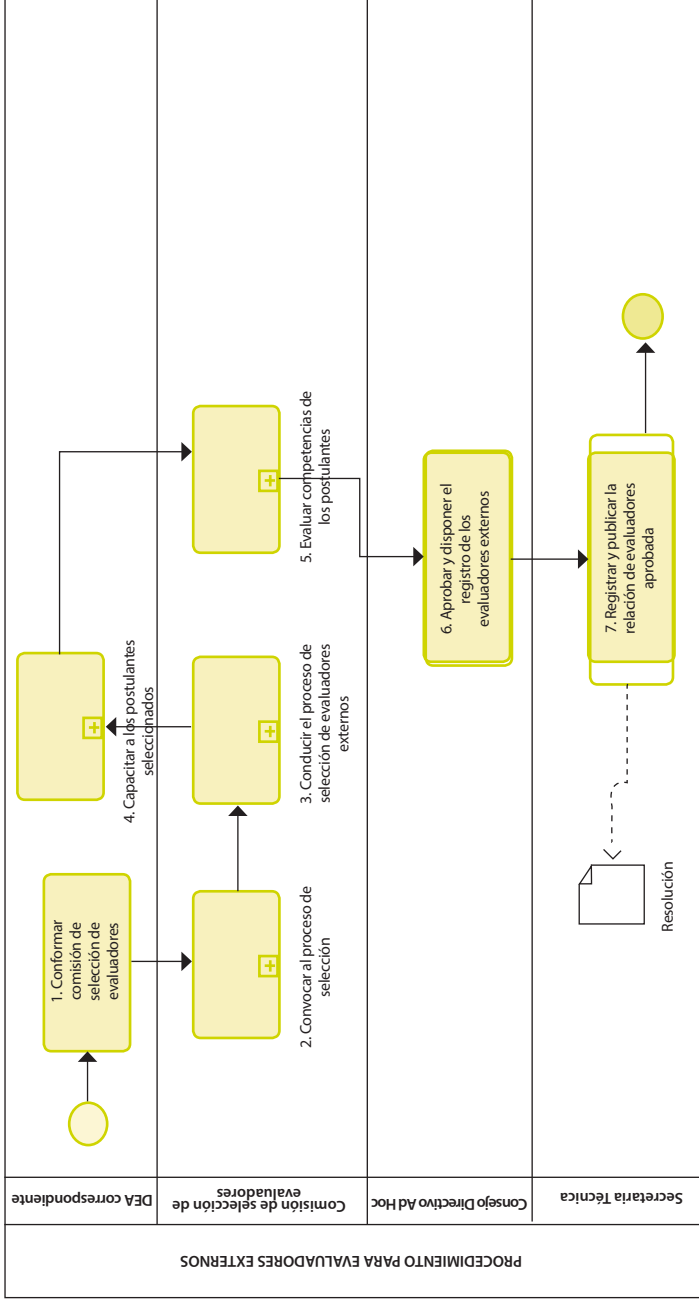 PROCEDIMIENTO PARA EVALUADORES EXTERNOS
DEA correspondiente
1. Conformar
comisión de
selección de
evaluadores
4. Capacitar a los postulantes
seleccionados
Comisión de selección de
evaluadores
2. Convocar al proceso de
selección
3. Conducir el proceso de
selección de evaluadores
externos
5. Evaluar competencias de
los postulantes
Consejo Directivo Ad Hoc
6. Aprobar y disponer el
registro de los
evaluadores externos
Secretaria Técnica
Resolución
7. Registrar y publicar la
relación de evaluadores
aprobada